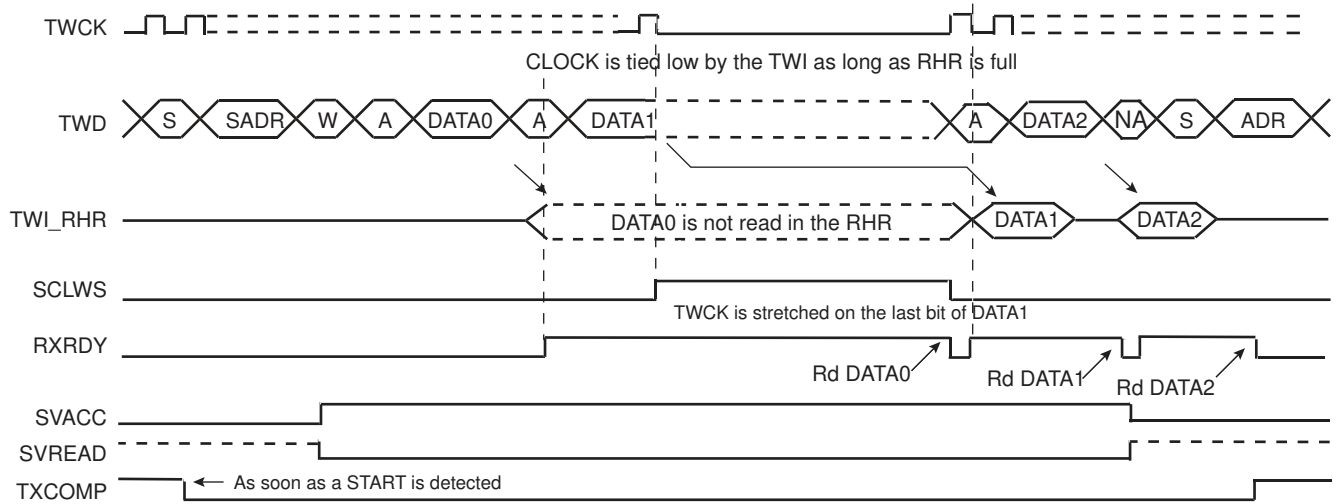 TWCK
CLOCK is tied low by the TWI as long as RHR is full
TWD S SADR W A DATA0 A DATA1 A DATA2 NA S ADR
TWI_RHR DATA0 is not read in the RHR DATA1 DATA2
SCLWS
TWCK is stretched on the last bit of DATA1
RXRDY
Rd DATA0 Rd DATA1 Rd DATA2
SVACC
SVREAD
TXCOMP As soon as a START is detected